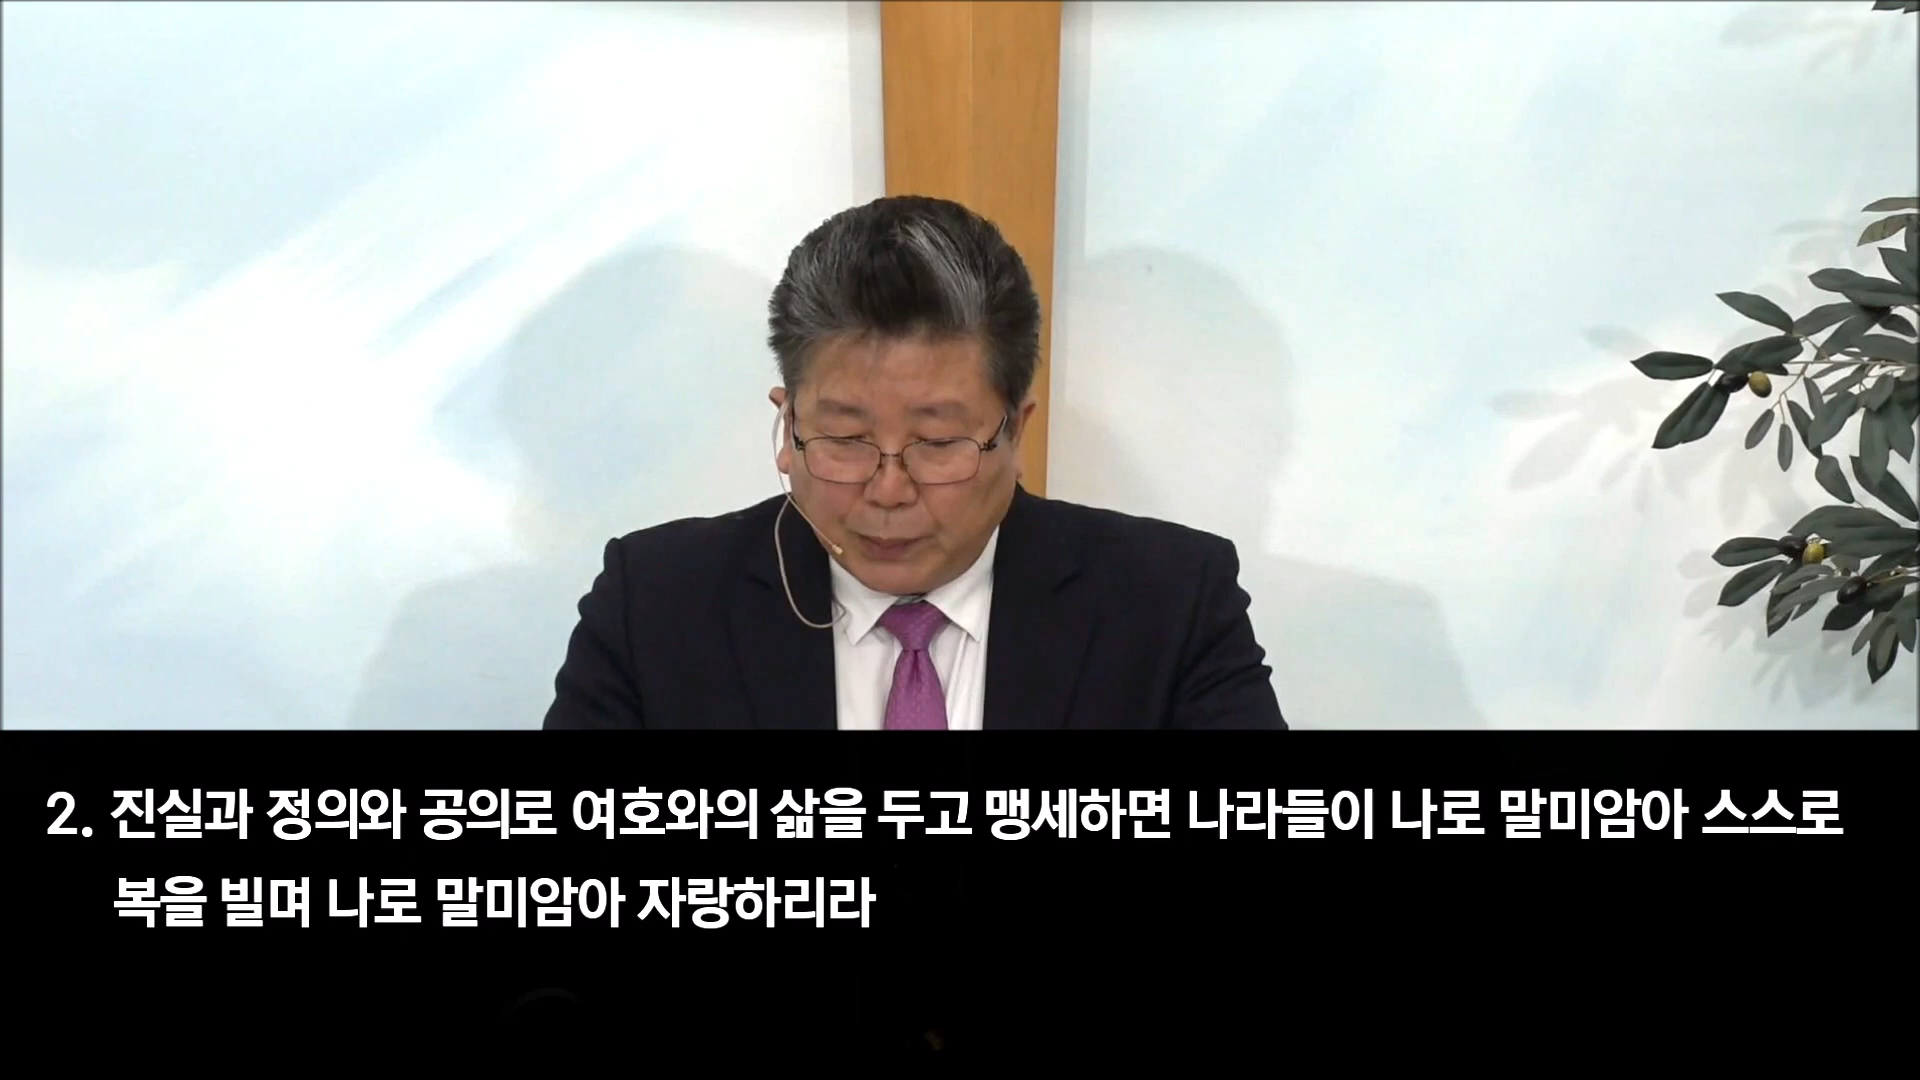 2. 진실과 정의와 공의로 여호와의 삶을 두고 맹세하면 나라들이 나로 말미암아 스스로
복을 빌며 나로 말미암아 자랑하리라